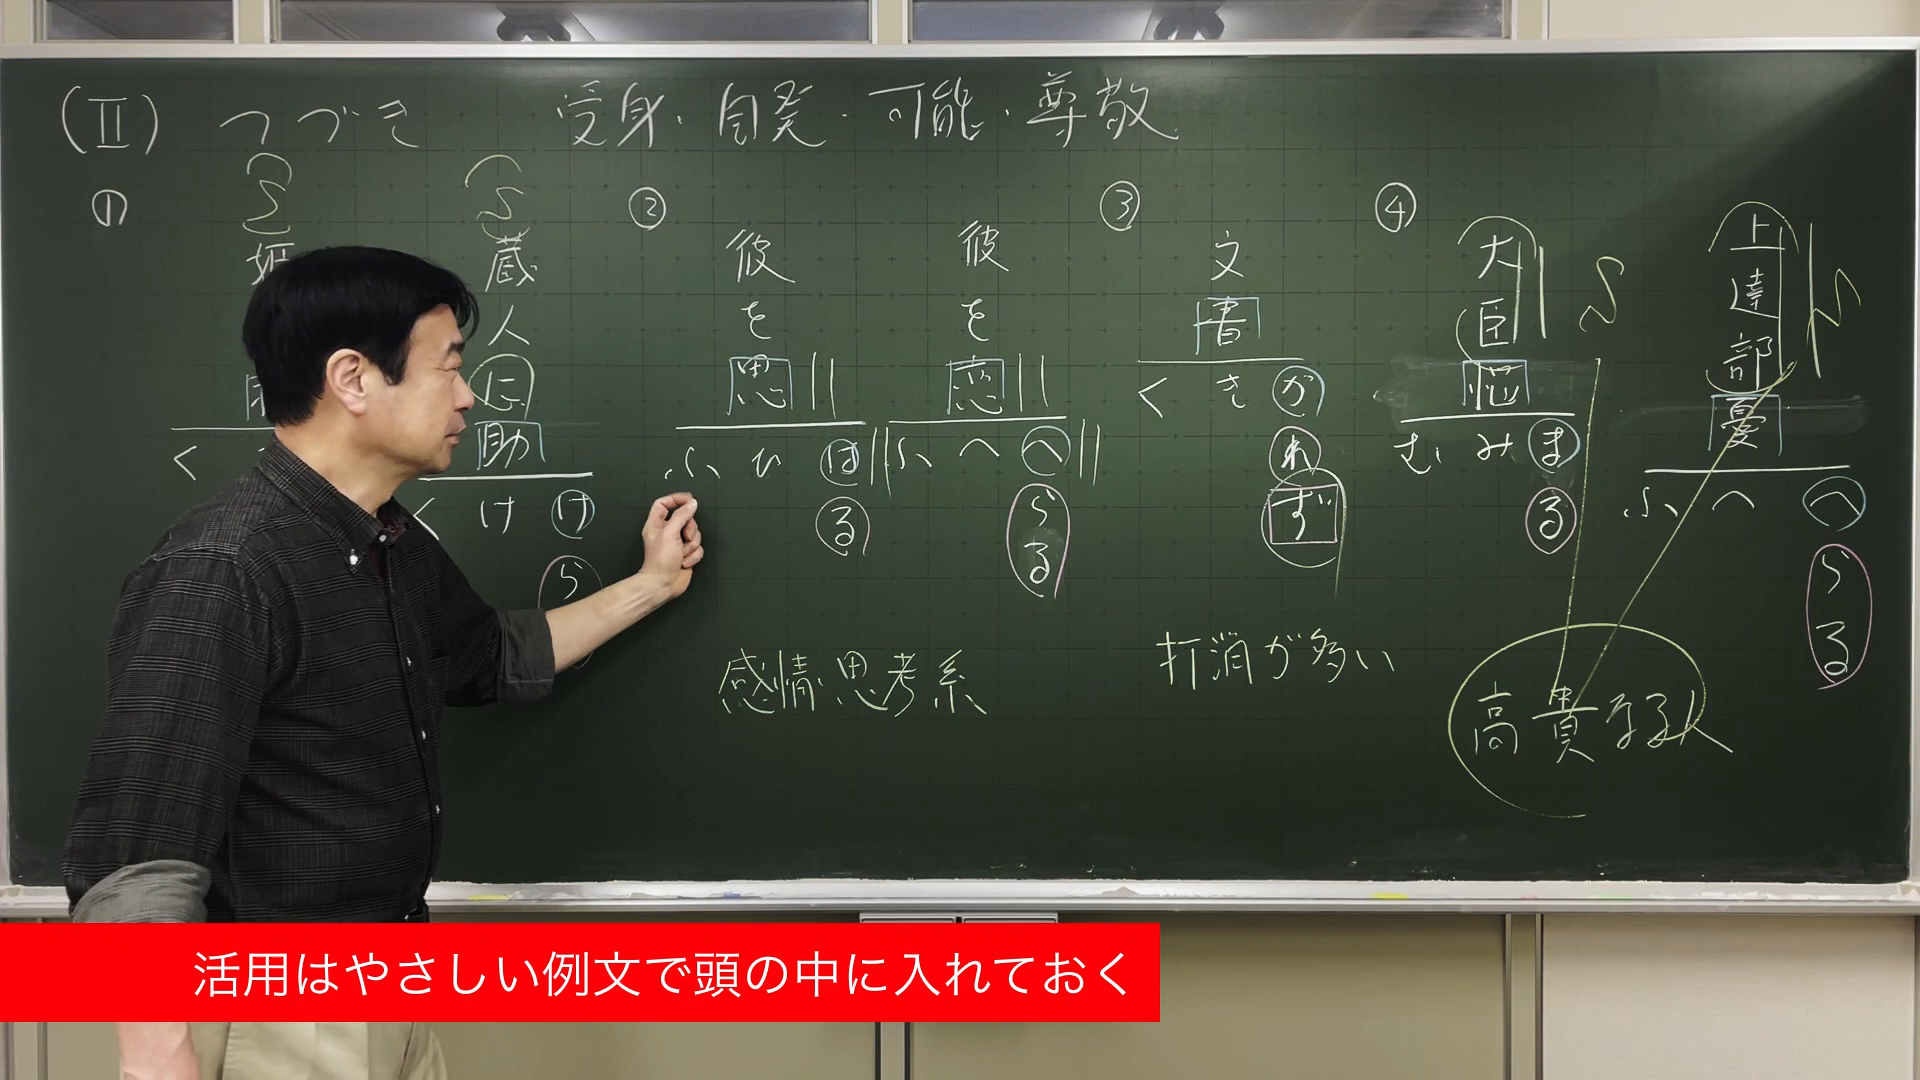 (Ⅱ) つづき 受身・自発・可能・尊敬
①
姫
く
蔵人に助
く け け
ら
②
彼を思
ふ ひ は
る
彼を恋
ふ へ へ
らる
感情・思考系
③
文書
く き か
れ
ず
打消が多い
④
大臣悩
む み ま
る
上達部憂
ふ へ へ
らる
高貴な人
活用はやさしい例文で頭の中に入れておく